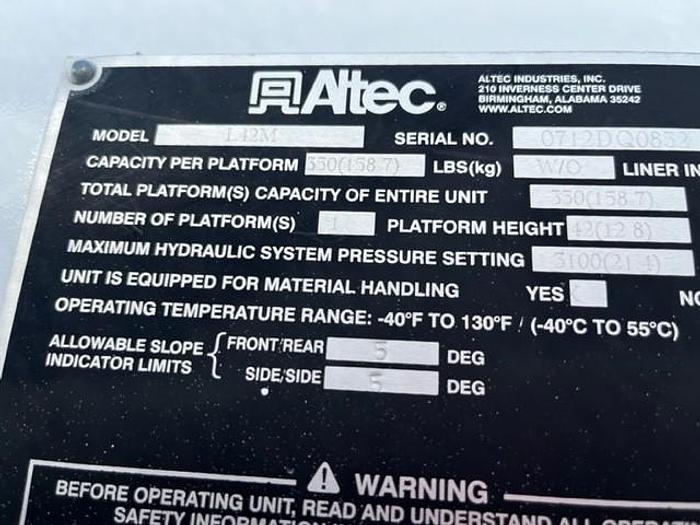 Altec®
ALTEC INDUSTRIES, INC.
210 INVERNESS CENTER DRIVE
BIRMINGHAM, ALABAMA 35242
WWW.ALTEC.COM
MODEL L42M SERIAL NO. 0712DQ0832
CAPACITY PER PLATFORM 350(158.7) LBS(kg) W/O LINER IN
TOTAL PLATFORM(S) CAPACITY OF ENTIRE UNIT 350(158.7)
NUMBER OF PLATFORM(S) 1 PLATFORM HEIGHT 42(12.8)
MAXIMUM HYDRAULIC SYSTEM PRESSURE SETTING 3100(21.4)
UNIT IS EQUIPPED FOR MATERIAL HANDLING YES NO
OPERATING TEMPERATURE RANGE: -40°F TO 130°F / (-40°C TO 55°C)
ALLOWABLE SLOPE INDICATOR LIMITS { FRONT/REAR 5 DEG
SIDE/SIDE 5 DEG
⚠ WARNING
BEFORE OPERATING UNIT, READ AND UNDERSTAND ALL
SAFETY INFORMATION